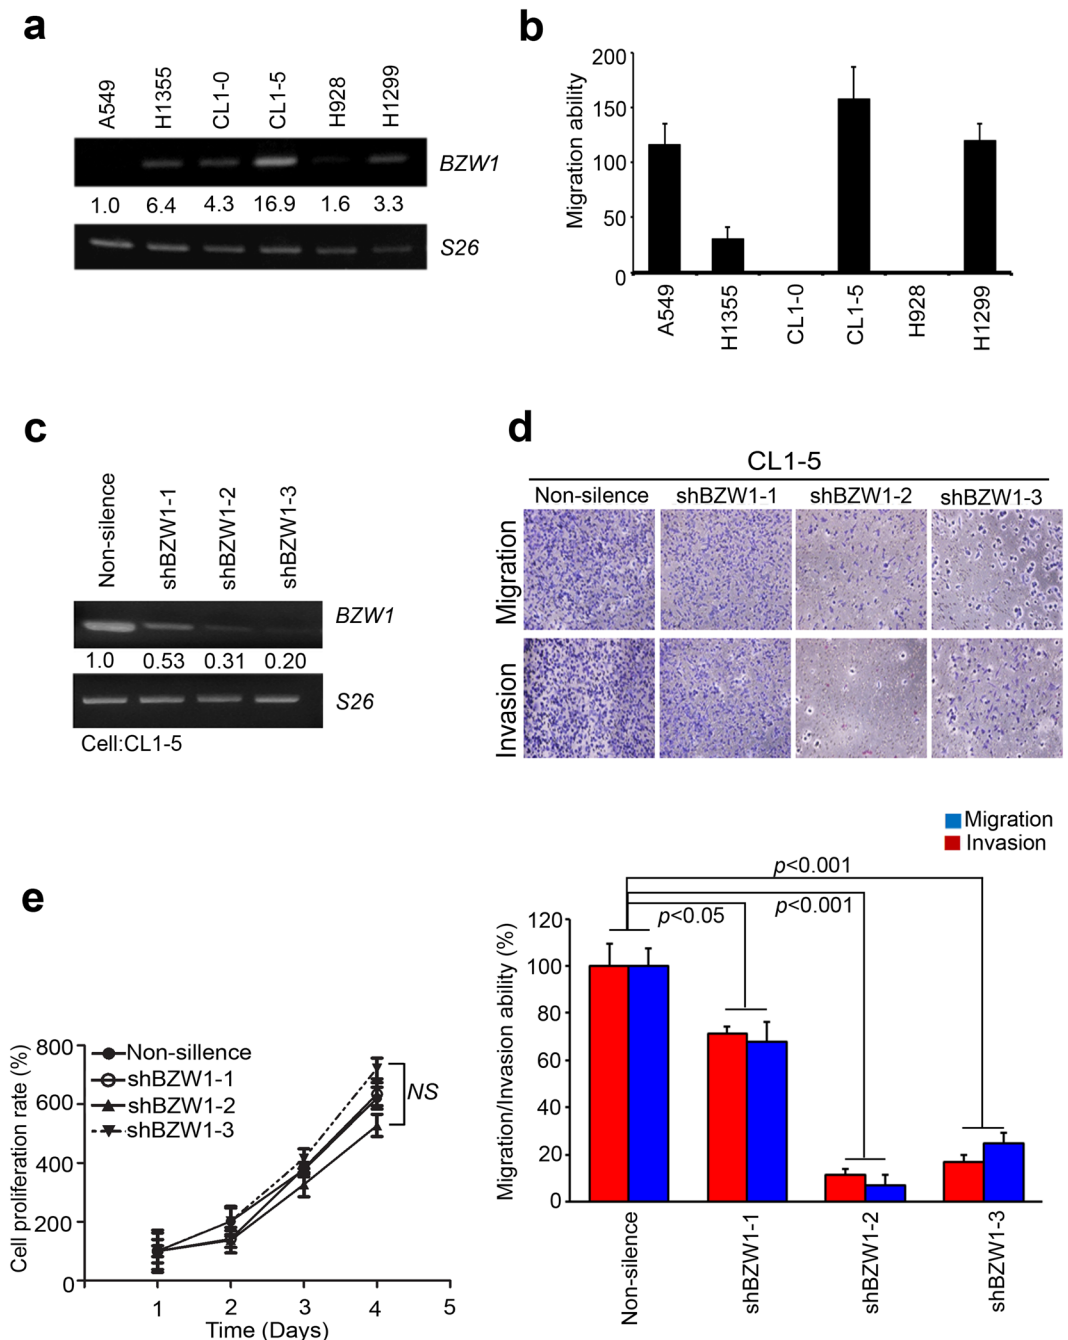 a
A549
H1355
CL1-0
CL1-5
H928
H1299
BZW1
1.0 6.4 4.3 16.9 1.6 3.3
S26
b
Migration ability
200
150
100
50
0
A549
H1355
CL1-0
CL1-5
H928
H1299
c
Non-silence
shBZW1-1
shBZW1-2
shBZW1-3
BZW1
1.0 0.53 0.31 0.20
S26
Cell:CL1-5
d
CL1-5
Non-silence shBZW1-1 shBZW1-2 shBZW1-3
Migration
Invasion
Migration
Invasion
p<0.001
p<0.05
p<0.001
Migration/Invasion ability (%)
120
100
80
60
40
20
0
Non-silence
shBZW1-1
shBZW1-2
shBZW1-3
e
Cell proliferation rate (%)
800
600
400
200
0
Non-sillence
shBZW1-1
shBZW1-2
shBZW1-3
NS
1 2 3 4 5
Time (Days)